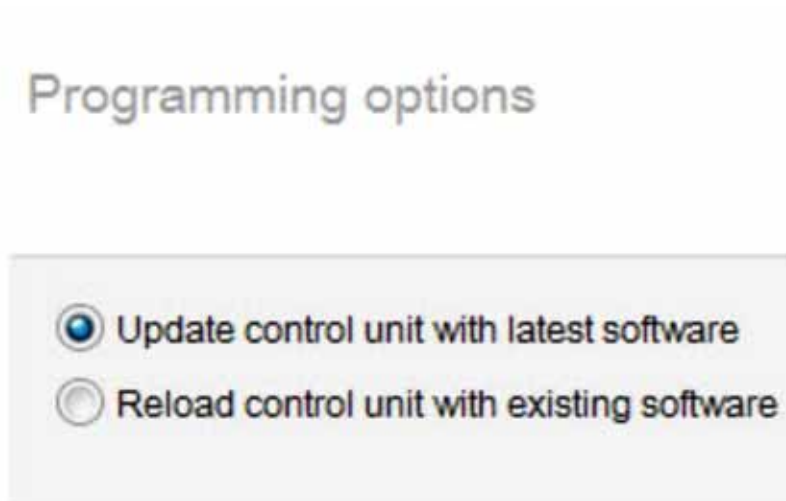 Programming options
Update control unit with latest software
Reload control unit with existing software